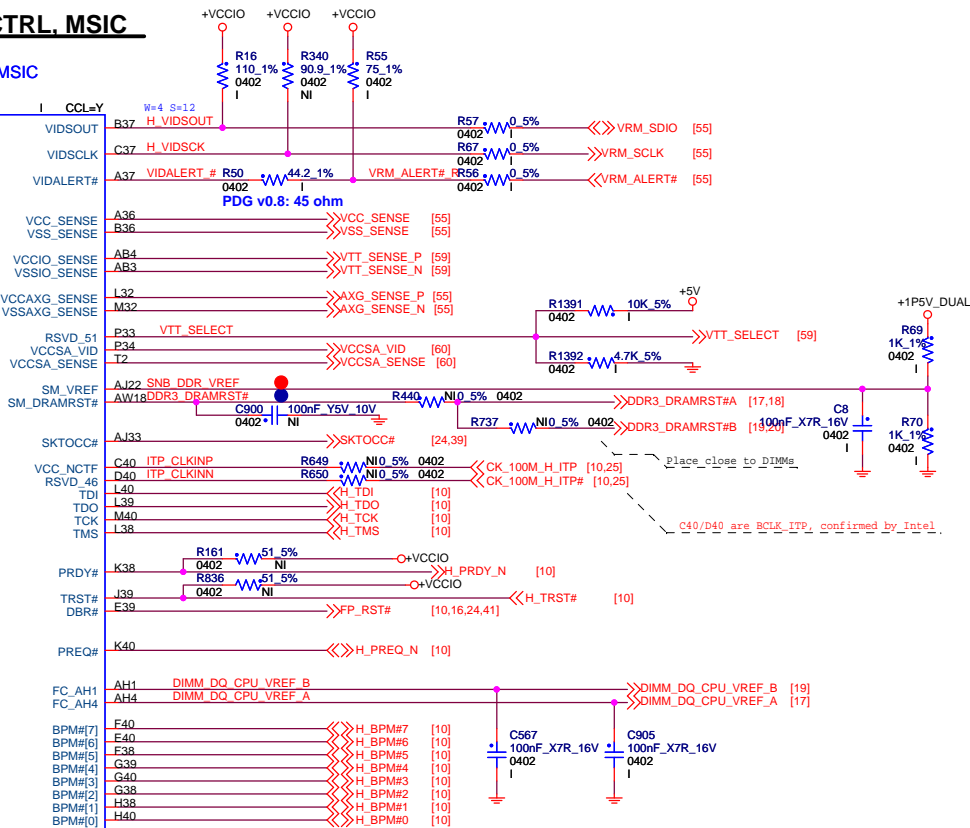 CTRL, MSIC
MSIC
+VCCIO +VCCIO +VCCIO
R16 110_1% 0402 I
R340 90.9_1% 0402 NI
R55 75_1% 0402 I
I CCL=Y
W=4 S=12
VIDSOUT B37 H_VIDSOUT R57 0_5% 0402 I VRM_SDIO [55]
VIDSCLK C37 H_VIDSCK R67 0_5% 0402 I VRM_SCLK [55]
VIDALERT# A37 VIDALERT_# R50 44.2_1% 0402 I VRM_ALERT#_R R56 0_5% 0402 I VRM_ALERT# [55]
PDG v0.8: 45 ohm
VCC_SENSE A36 VCC_SENSE [55]
VSS_SENSE B36 VSS_SENSE [55]
VCCIO_SENSE AB4 VTT_SENSE_P [59]
VSSIO_SENSE AB3 VTT_SENSE_N [59]
VCCAXG_SENSE L32 AXG_SENSE_P [55]
VSSAXG_SENSE M32 AXG_SENSE_N [55]
R1391 10K_5% 0402 I +5V
RSVD_51 P33 VTT_SELECT VTT_SELECT [59]
VCCSA_VID P34 VCCSA_VID [60]
VCCSA_SENSE T2 VCCSA_SENSE [60]
R1392 4.7K_5% 0402 I
+1P5V_DUAL
R69 1K_1% 0402 I
SM_VREF AJ22 SNB_DDR_VREF
SM_DRAMRST# AW18 DDR3_DRAMRST# R440 NI 0_5% 0402 DDR3_DRAMRST#A [17,18]
C900 100nF_Y5V_10V 0402 NI
R737 NI 0_5% 0402 DDR3_DRAMRST#B [19,20]
C8 100nF_X7R_16V 0402 I
R70 1K_1% 0402 I
SKTOCC# AJ33 SKTOCC# [24,39]
Place close to DIMMs
VCC_NCTF C40 ITP_CLKINP R649 NI 0_5% 0402 CK_100M_H_ITP [10,25]
RSVD_46 D40 ITP_CLKINN R650 NI 0_5% 0402 CK_100M_H_ITP# [10,25]
TDI L40 H_TDI [10]
TDO L39 H_TDO [10]
TCK M40 H_TCK [10]
TMS L38 H_TMS [10]
C40/D40 are BCLK_ITP, confirmed by Intel
R161 51_5% 0402 NI +VCCIO
PRDY# K38 H_PRDY_N [10]
R836 51_5% 0402 NI +VCCIO
TRST# J39 H_TRST# [10]
DBR# E39 FP_RST# [10,16,24,41]
PREQ# K40 H_PREQ_N [10]
FC_AH1 AH1 DIMM_DQ_CPU_VREF_B DIMM_DQ_CPU_VREF_B [19]
FC_AH4 AH4 DIMM_DQ_CPU_VREF_A DIMM_DQ_CPU_VREF_A [17]
C567 100nF_X7R_16V 0402 I
C905 100nF_X7R_16V 0402 I
BPM#[7] F40 H_BPM#7 [10]
BPM#[6] E40 H_BPM#6 [10]
BPM#[5] F38 H_BPM#5 [10]
BPM#[4] G39 H_BPM#4 [10]
BPM#[3] G40 H_BPM#3 [10]
BPM#[2] G38 H_BPM#2 [10]
BPM#[1] H38 H_BPM#1 [10]
BPM#[0] H40 H_BPM#0 [10]